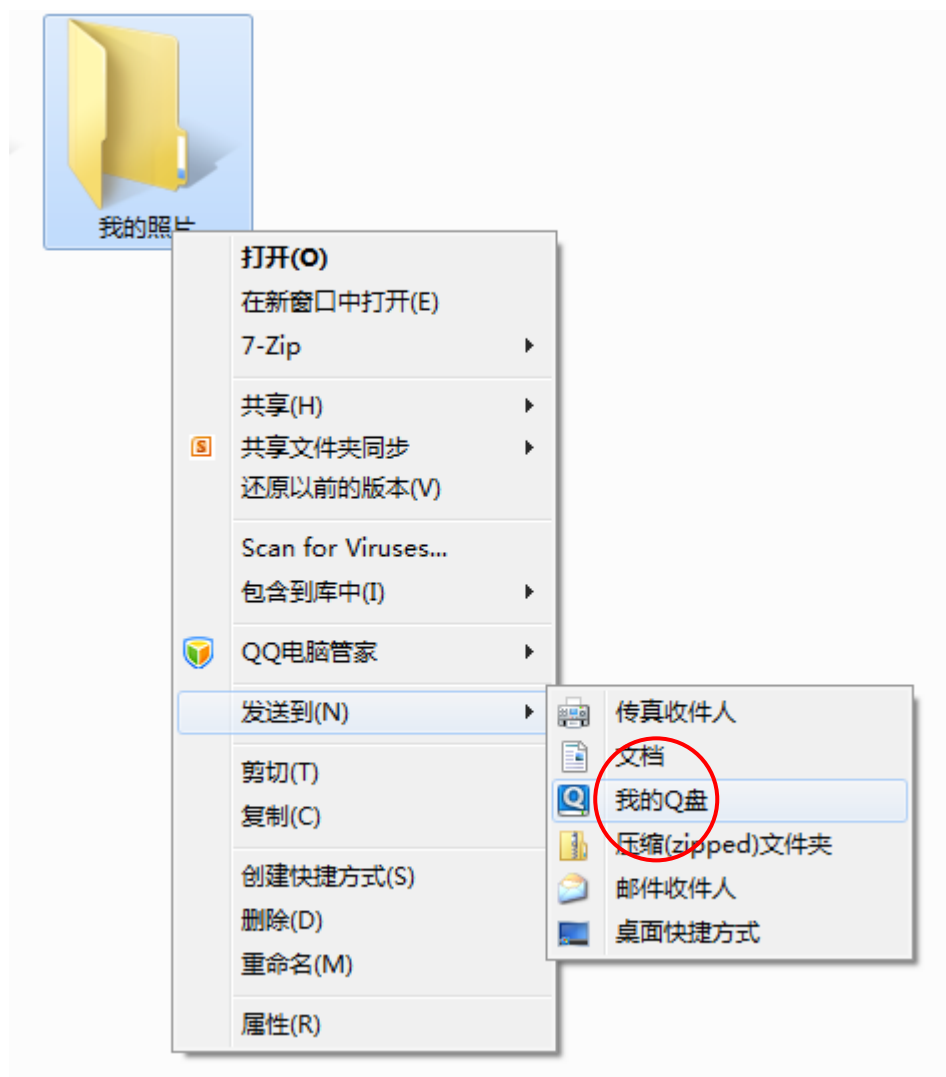 我的照片
打开(O)
在新窗口中打开(E)
7-Zip
共享(H)
共享文件夹同步
还原以前的版本(V)
Scan for Viruses...
包含到库中(I)
QQ电脑管家
发送到(N)
传真收件人
文档
我的Q盘
压缩(zipped)文件夹
邮件收件人
桌面快捷方式
剪切(T)
复制(C)
创建快捷方式(S)
删除(D)
重命名(M)
属性(R)